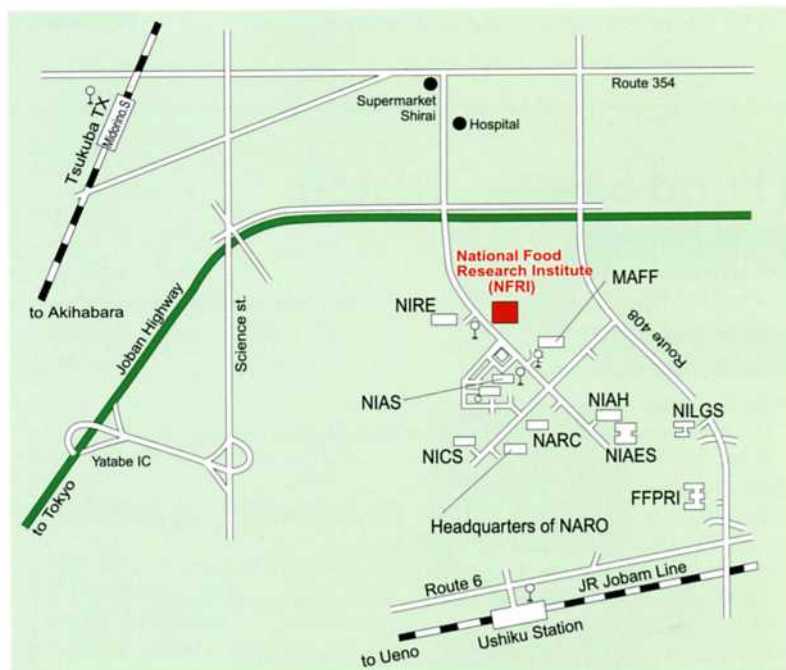 Route 354
Supermarket
Shirai
Hospital
Tsukuba TX
Midorino.S
to Akihabara
Joban Highway
Science st.
National Food
Research Institute
(NFRI)
MAFF
NIRE
Route 408
NIAS
NIAH
NILGS
NICS
NARC
NIAES
Yatabe IC
to Tokyo
FFPRI
Headquarters of NARO
Route 6
JR Jobam Line
Ushiku Station
to Ueno